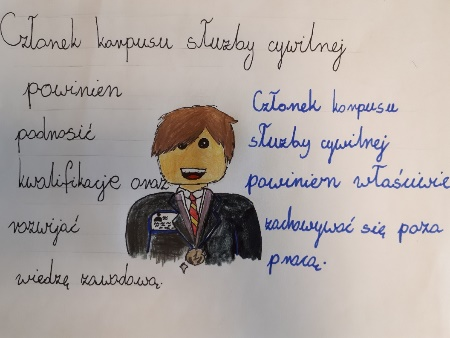 Członek korpusu służby cywilnej
powinien
podnosić
kwalifikacje oraz
rozwijać
wiedzę zawodową.
Członek korpusu
służby cywilnej
powinien właściwie
zachowywać się poza
pracą.